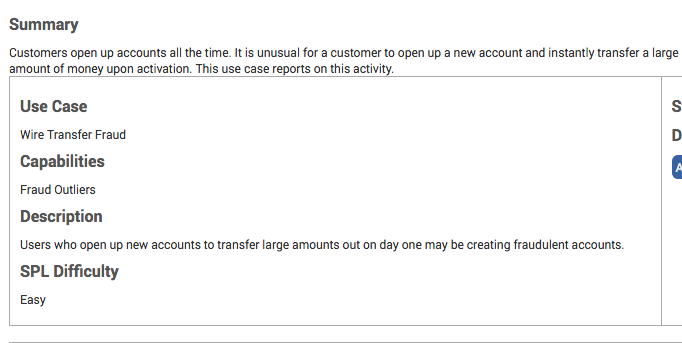 Summary
Customers open up accounts all the time. It is unusual for a customer to open up a new account and instantly transfer a large
amount of money upon activation. This use case reports on this activity.
Use Case
Wire Transfer Fraud
Capabilities
Fraud Outliers
Description
Users who open up new accounts to transfer large amounts out on day one may be creating fraudulent accounts.
SPL Difficulty
Easy
S
D
A